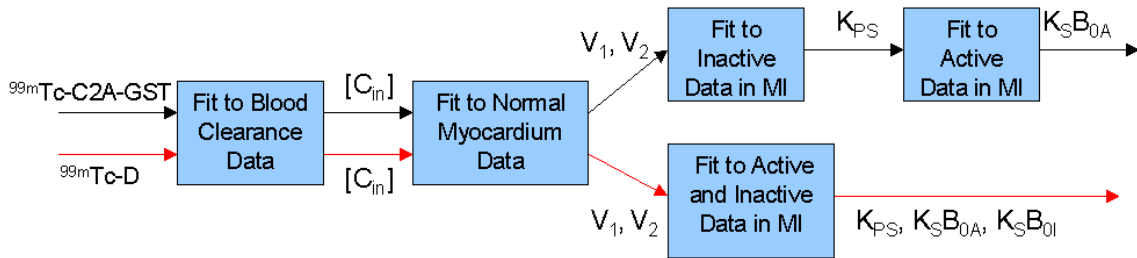 99mTc-C2A-GST
99mTc-D
Fit to Blood
Clearance
Data
[Cin]
[Cin]
Fit to Normal
Myocardium
Data
V1, V2
V1, V2
Fit to
Inactive
Data in MI
KPS
Fit to
Active
Data in MI
KSB0A
Fit to Active
and Inactive
Data in MI
KPS, KSB0A, KSB0I